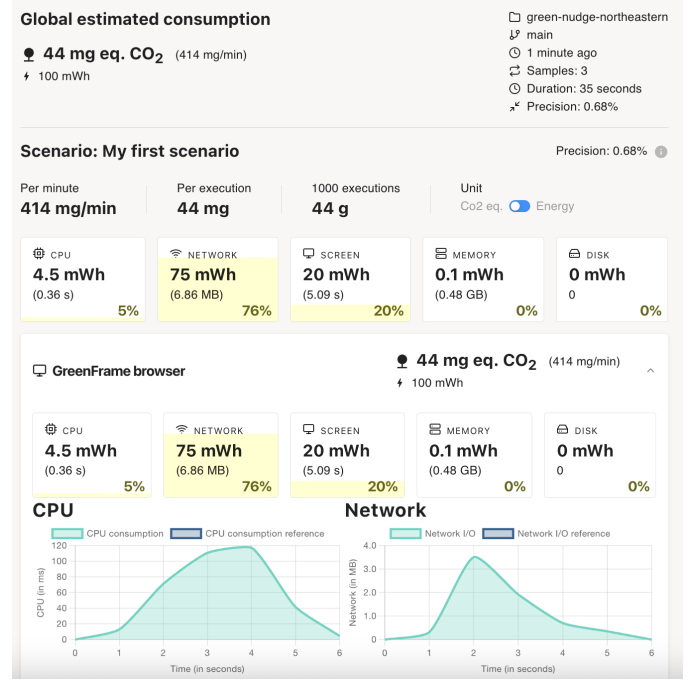 Global estimated consumption
44 mg eq. CO2 (414 mg/min)
100 mWh
green-nudge-northeastern
main
1 minute ago
Samples: 3
Duration: 35 seconds
Precision: 0.68%
Scenario: My first scenario
Precision: 0.68%
Per minute
414 mg/min
Per execution
44 mg
1000 executions
44 g
Unit
Co2 eq. Energy
CPU
4.5 mWh
(0.36 s)
5%
NETWORK
75 mWh
(6.86 MB)
76%
SCREEN
20 mWh
(5.09 s)
20%
MEMORY
0.1 mWh
(0.48 GB)
0%
DISK
0 mWh
0
0%
GreenFrame browser
44 mg eq. CO2 (414 mg/min)
100 mWh
CPU
4.5 mWh
(0.36 s)
5%
NETWORK
75 mWh
(6.86 MB)
76%
SCREEN
20 mWh
(5.09 s)
20%
MEMORY
0.1 mWh
(0.48 GB)
0%
DISK
0 mWh
0
0%
CPU
CPU consumption CPU consumption reference
120
100
80
60
40
20
0
CPU (in ms)
0 1 2 3 4 5 6
Time (in seconds)
Network
Network I/O Network I/O reference
4.0
3.0
2.0
1.0
0
Network (in MB)
0 1 2 3 4 5 6
Time (in seconds)